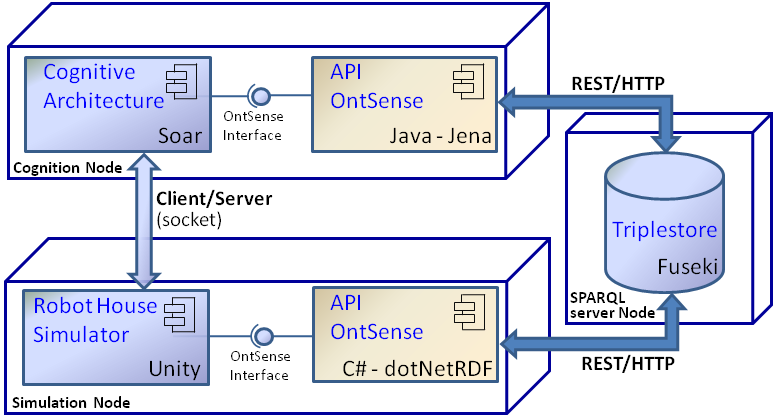 Cognitive
Architecture
Soar
OntSense
Interface
API
OntSense
Java - Jena
Cognition Node
REST/HTTP
Client/Server
(socket)
Triplestore
Fuseki
SPARQL
server Node
Robot House
Simulator
Unity
OntSense
Interface
API
OntSense
C# - dotNetRDF
Simulation Node
REST/HTTP